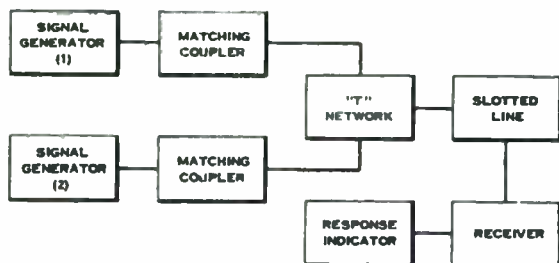 SIGNAL
GENERATOR
(1)
MATCHING
COUPLER
"T"
NETWORK
SLOTTED
LINE
SIGNAL
GENERATOR
(2)
MATCHING
COUPLER
RESPONSE
INDICATOR
RECEIVER